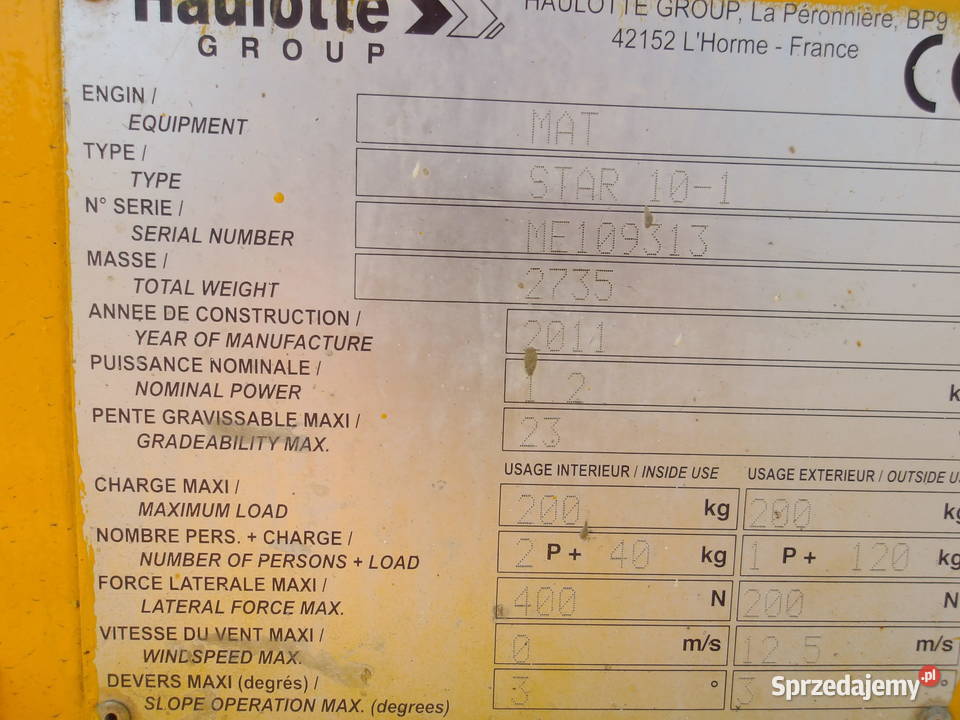 Haulotte
GROUP
HAULOTTE GROUP, La Péronnière, BP9
42152 L'Horme - France
CE
ENGIN /
EQUIPMENT
MAT
TYPE /
TYPE
STAR 10-1
N° SERIE /
SERIAL NUMBER
ME109313
MASSE /
TOTAL WEIGHT
2735
ANNÉE DE CONSTRUCTION /
YEAR OF MANUFACTURE
2011
PUISSANCE NOMINALE /
NOMINAL POWER
1 2
PENTE GRAVISSABLE MAXI /
GRADEABILITY MAX.
23
USAGE INTERIEUR / INSIDE USE USAGE EXTERIEUR / OUTSIDE
CHARGE MAXI /
MAXIMUM LOAD
200 kg 200 kg
NOMBRE PERS. + CHARGE /
NUMBER OF PERSONS + LOAD
2 P + 40 kg 1 P + 120 kg
FORCE LATERALE MAXI /
LATERAL FORCE MAX.
400 N 200 N
VITESSE DU VENT MAXI /
WINDSPEED MAX.
0 m/s 12.5 m/s
DEVERS MAXI (degrés) /
SLOPE OPERATION MAX. (degrees)
3 ° 3 °
Sprzedajemy .pl